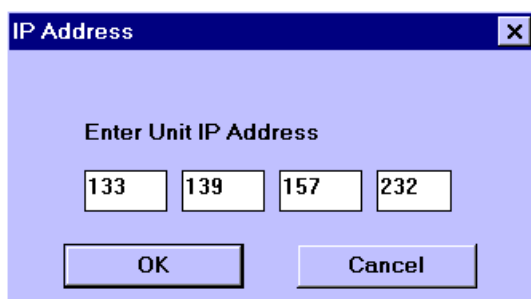 IP Address
Enter Unit IP Address
133 139 157 232
OK Cancel